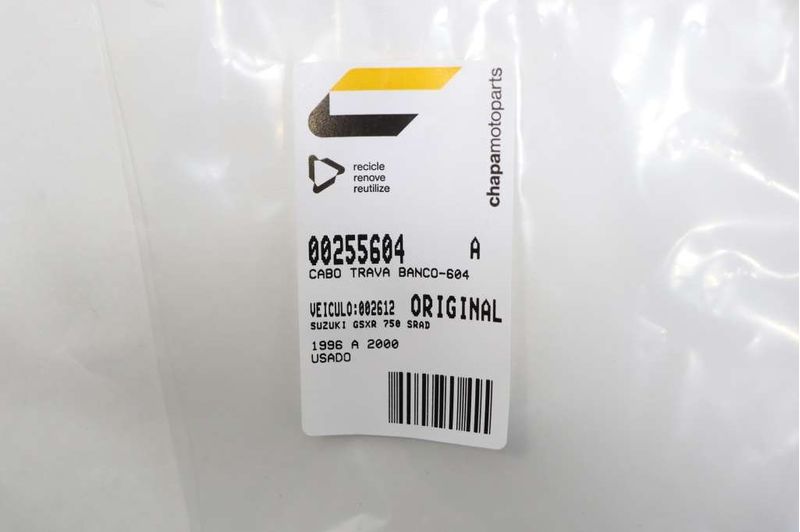 chapamotoparts
recicle
renove
reutilize
00255604 A
CABO TRAVA BANCO-604
VEICULO:002612 ORIGINAL
SUZUKI GSXR 750 SRAD
1996 A 2000
USADO